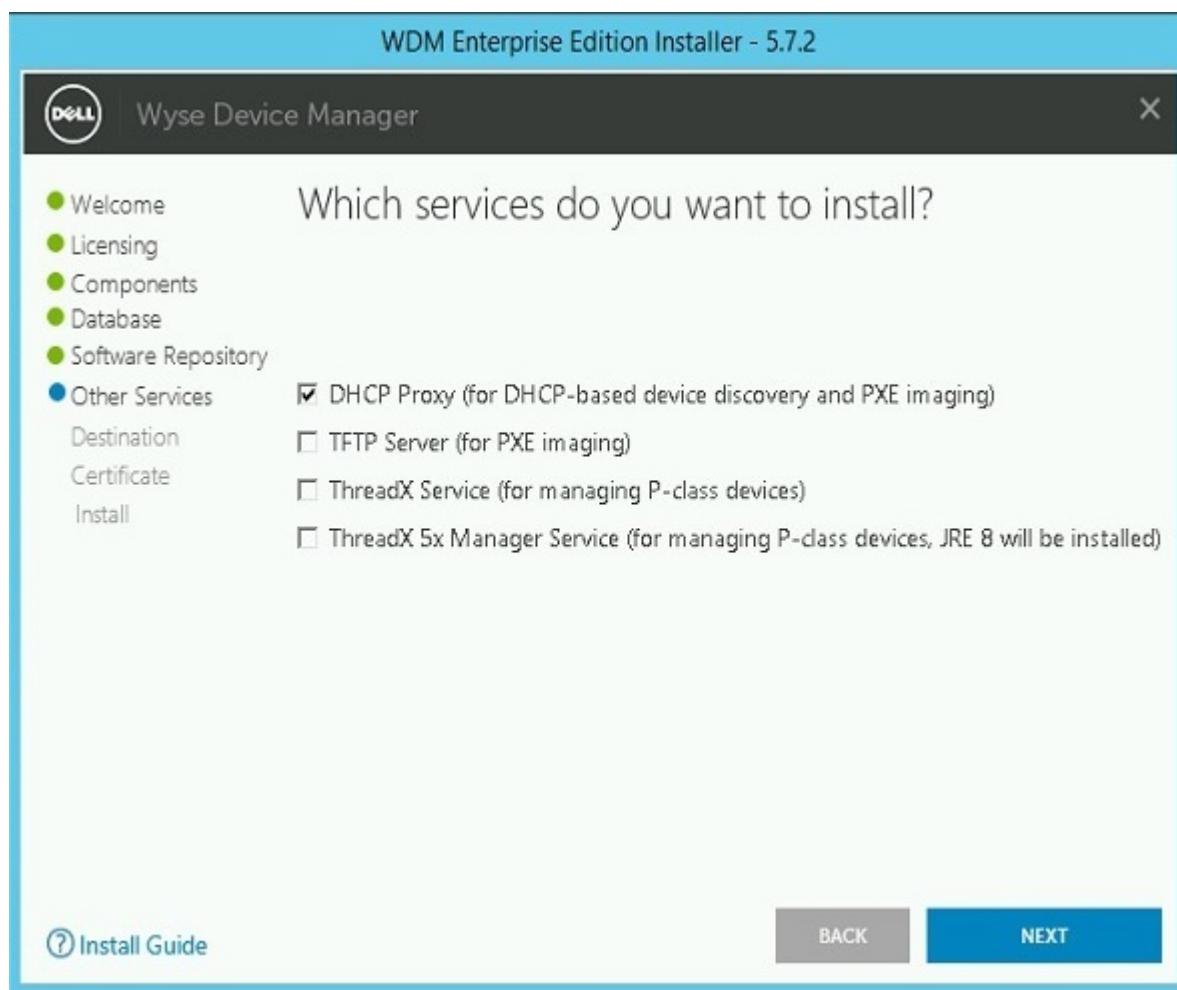 WDM Enterprise Edition Installer - 5.7.2
DELL
Wyse Device Manager
Welcome
Licensing
Components
Database
Software Repository
Other Services
Destination
Certificate
Install
Which services do you want to install?
DHCP Proxy (for DHCP-based device discovery and PXE imaging)
TFTP Server (for PXE imaging)
ThreadX Service (for managing P-class devices)
ThreadX 5x Manager Service (for managing P-class devices, JRE 8 will be installed)
? Install Guide
BACK
NEXT